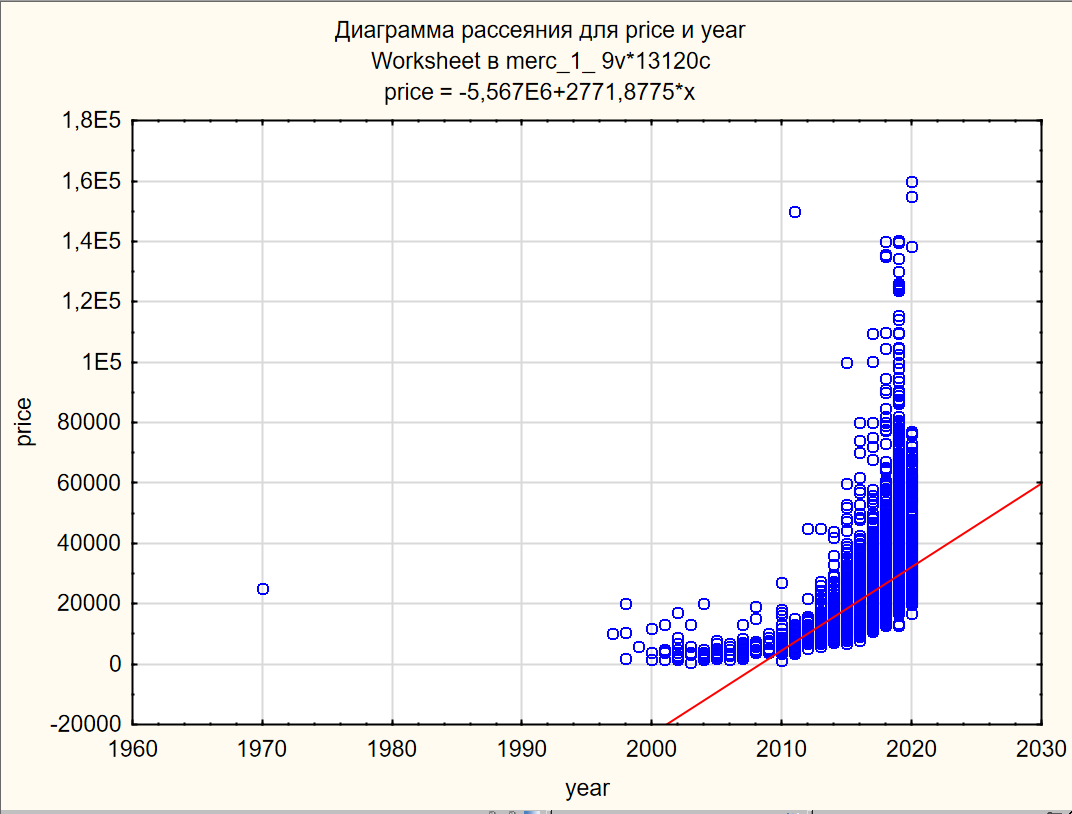 Диаграмма рассеяния для price и year
Worksheet в merc_1_ 9v*13120c
price = -5,567E6+2771,8775*x
1,8E5
1,6E5
1,4E5
1,2E5
1E5
80000
60000
40000
20000
0
-20000
price
1960 1970 1980 1990 2000 2010 2020 2030
year